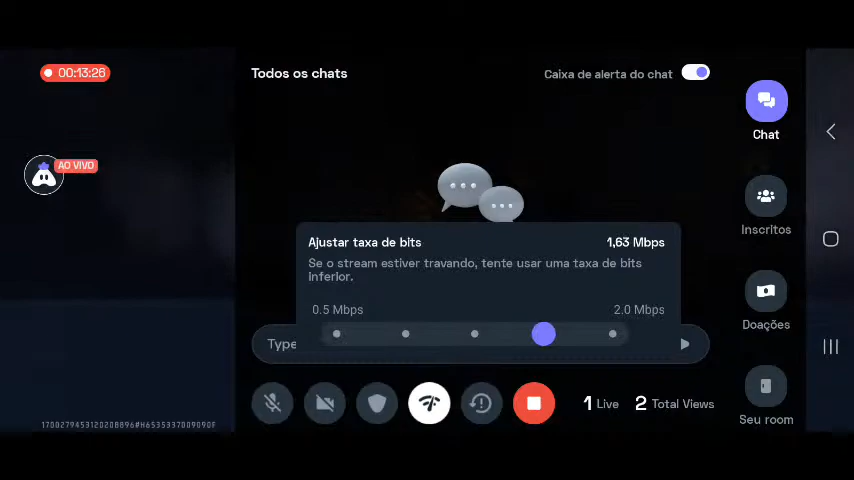 00:13:26
Todos os chats
Caixa de alerta do chat
Chat
AO VIVO
Inscritos
Ajustar taxa de bits
1,63 Mbps
Se o stream estiver travando, tente usar uma taxa de bits
inferior.
0.5 Mbps
2.0 Mbps
Doações
Type
1 Live
2 Total Views
Seu room